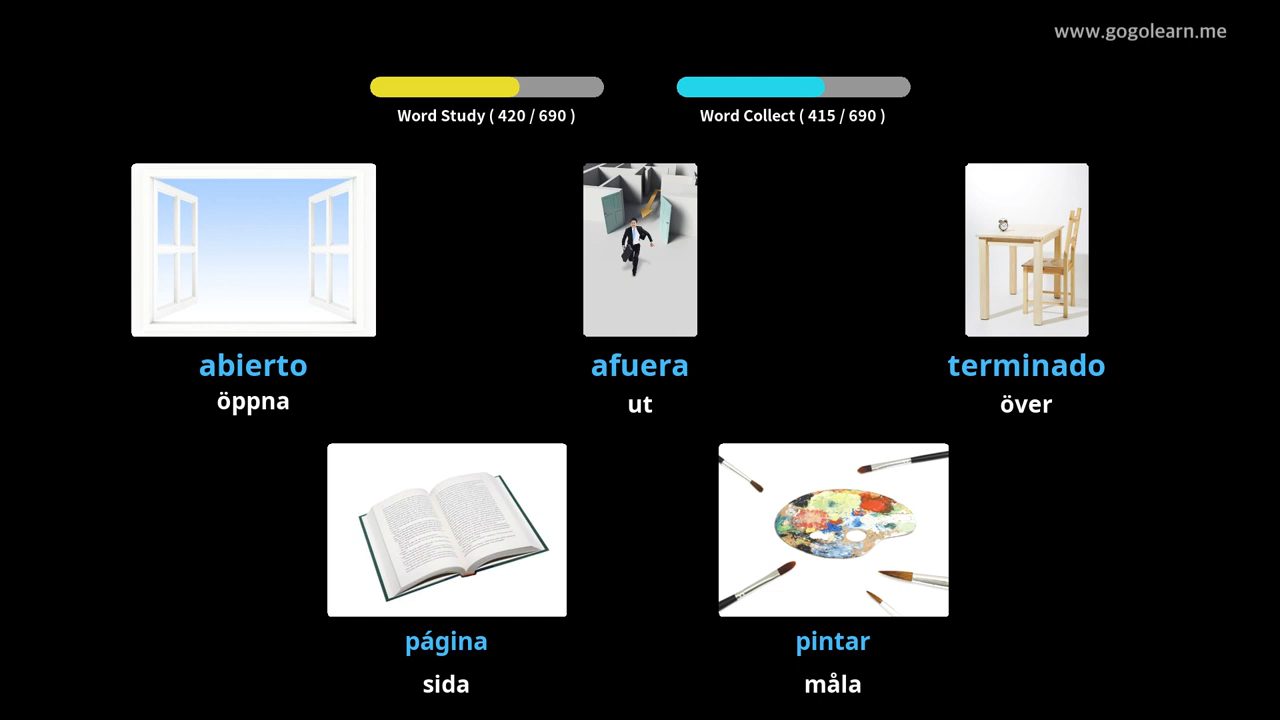 www.gogolearn.me
Word Study ( 420 / 690 )
Word Collect ( 415 / 690 )
abierto
öppna
afuera
ut
terminado
över
página
sida
pintar
måla